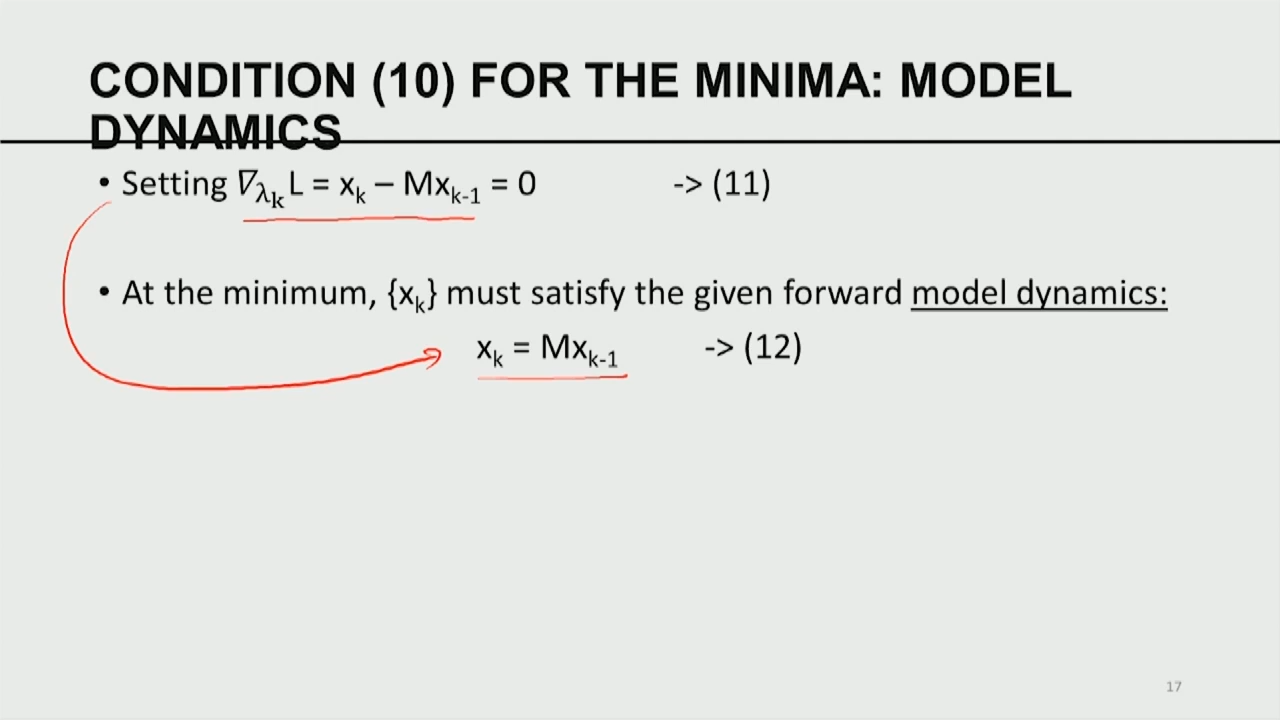 CONDITION (10) FOR THE MINIMA: MODEL
DYNAMICS
• Setting ∇λₖL = xₖ – Mxₖ₋₁ = 0 -> (11)
• At the minimum, {xₖ} must satisfy the given forward model dynamics:
xₖ = Mxₖ₋₁ -> (12)
17